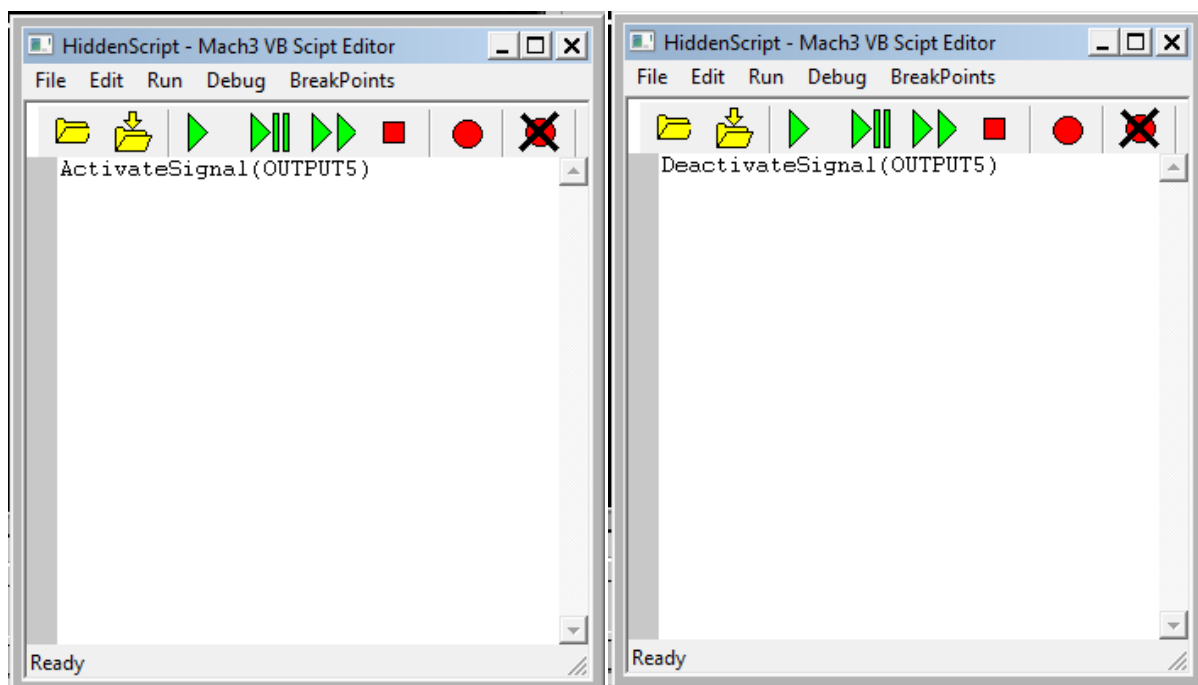 HiddenScript - Mach3 VB Scipt Editor
File Edit Run Debug BreakPoints
ActivateSignal(OUTPUT5)
Ready
HiddenScript - Mach3 VB Scipt Editor
File Edit Run Debug BreakPoints
DeactivateSignal(OUTPUT5)
Ready